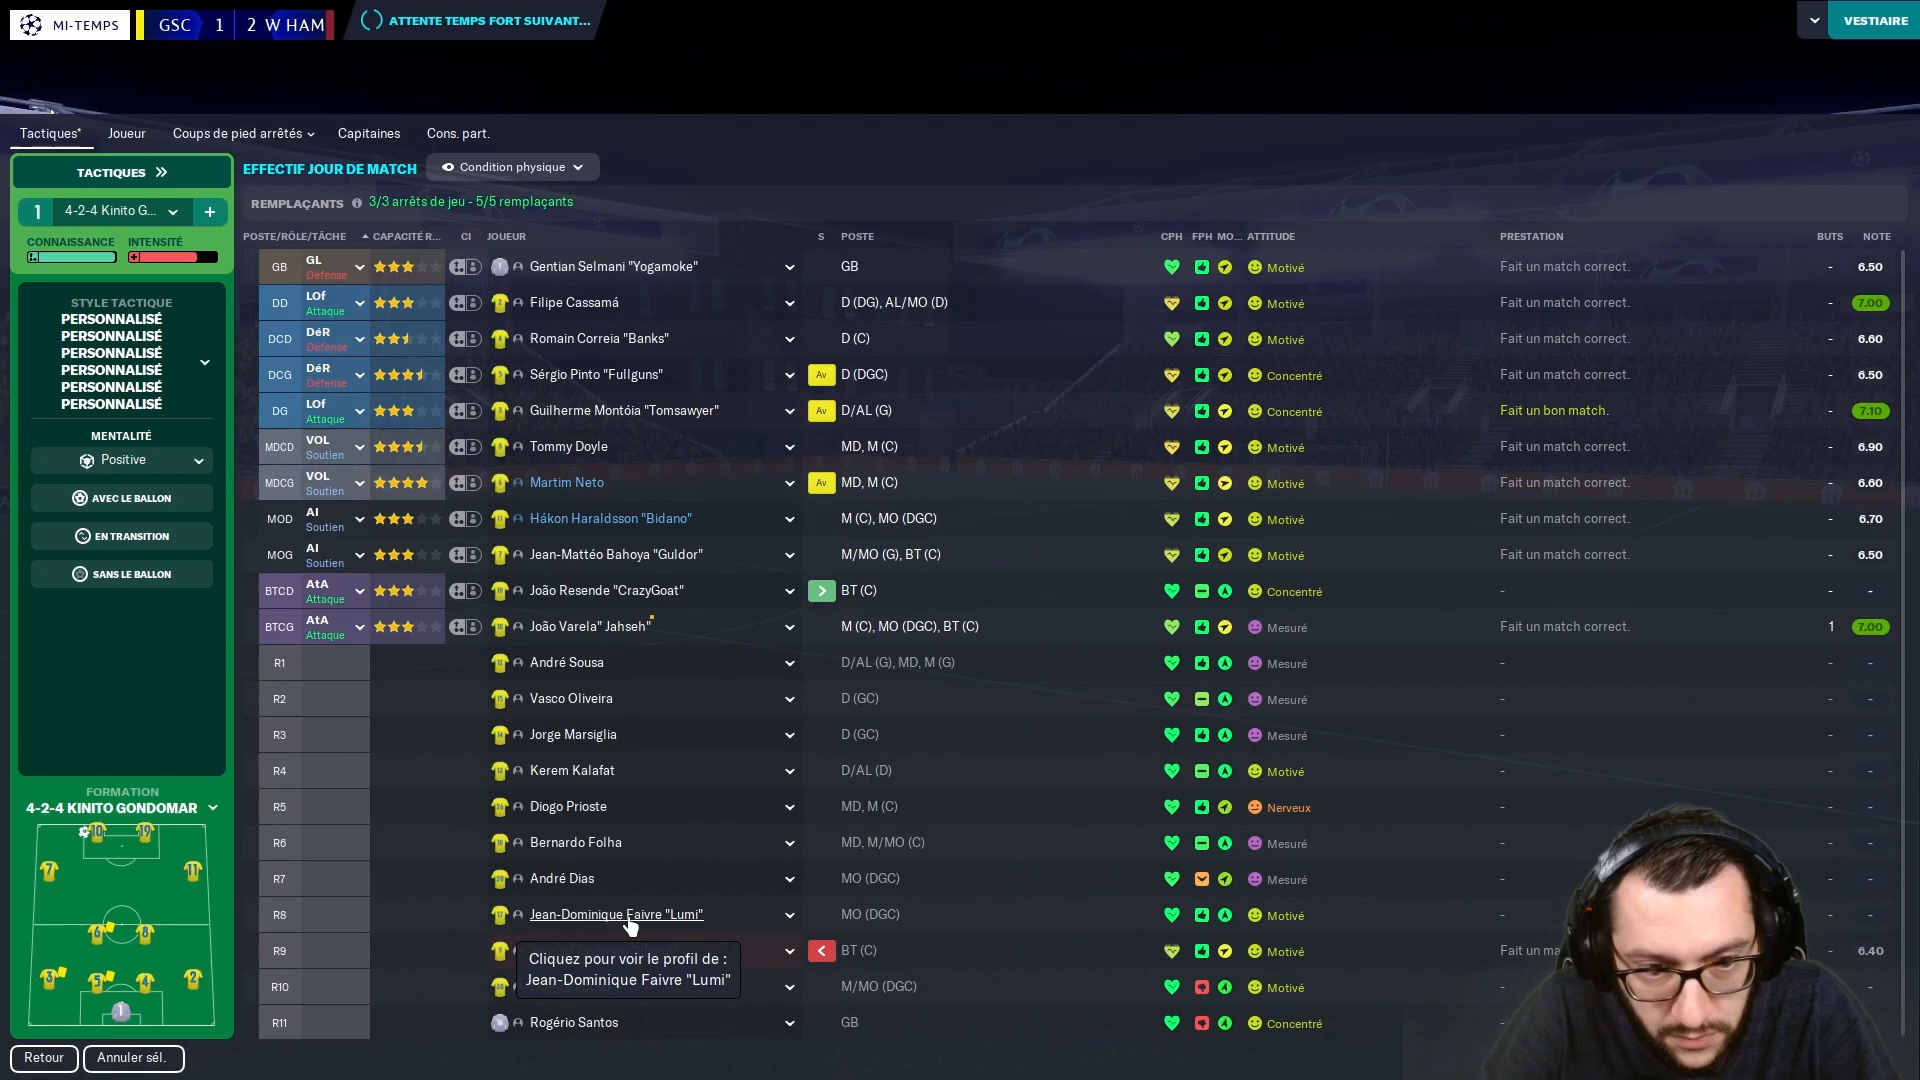 MI-TEMPS
GSC 1 2 W HAM
ATTENTE TEMPS FORT SUIVANT...
VESTIAIRE
Tactiques* Joueur Coups de pied arrêtés Capitaines Cons. part.
TACTIQUES
1 4-2-4 Kinito G... +
CONNAISSANCE INTENSITÉ
STYLE TACTIQUE
PERSONNALISÉ
PERSONNALISÉ
PERSONNALISÉ
PERSONNALISÉ
PERSONNALISÉ
PERSONNALISÉ
MENTALITÉ
Positive
AVEC LE BALLON
EN TRANSITION
SANS LE BALLON
FORMATION
4-2-4 KINITO GONDOMAR
10 19
7 11
6 8
3 5 4 2
1
Retour Annuler sél.
EFFECTIF JOUR DE MATCH Condition physique
REMPLAÇANTS 3/3 arrêts de jeu - 5/5 remplaçants
POSTE/RÔLE/TÂCHE CAPACITÉ R... CI JOUEUR S POSTE CPH FPH MO... ATTITUDE PRESTATION BUTS NOTE
GB GL Défense Gentian Selmani "Yogamoke" GB Motivé Fait un match correct. - 6.50
DD LOf Attaque Filipe Cassamá D (DG), AL/MO (D) Motivé Fait un match correct. - 7.00
DCD DéR Défense Romain Correia "Banks" D (C) Motivé Fait un match correct. - 6.60
DCG DéR Défense Sérgio Pinto "Fullguns" Av D (DGC) Concentré Fait un match correct. - 6.50
DG LOf Attaque Guilherme Montóia "Tomsawyer" Av D/AL (G) Concentré Fait un bon match. - 7.10
MDCD VOL Soutien Tommy Doyle MD, M (C) Motivé Fait un match correct. - 6.90
MDCG VOL Soutien Martim Neto Av MD, M (C) Motivé Fait un match correct. - 6.60
MOD AI Soutien Hákon Haraldsson "Bidano" M (C), MO (DGC) Motivé Fait un match correct. - 6.70
MOG AI Soutien Jean-Mattéo Bahoya "Guldor" M/MO (G), BT (C) Motivé Fait un match correct. - 6.50
BTCD AtA Attaque João Resende "CrazyGoat" BT (C) Concentré - - -
BTCG AtA Attaque João Varela" Jahseh" M (C), MO (DGC), BT (C) Mesuré Fait un match correct. 1 7.00
R1 André Sousa D/AL (G), MD, M (G) Mesuré - - -
R2 Vasco Oliveira D (GC) Mesuré - - -
R3 Jorge Marsiglia D (GC) Mesuré - - -
R4 Kerem Kalafat D/AL (D) Motivé - - -
R5 Diogo Prioste MD, M (C) Nerveux - - -
R6 Bernardo Folha MD, M/MO (C) Mesuré - - -
R7 André Dias MO (DGC) Mesuré - - -
R8 Jean-Dominique Faivre "Lumi" MO (DGC) Motivé - - -
R9 BT (C) Motivé Fait un ma - 6.40
Cliquez pour voir le profil de :
Jean-Dominique Faivre "Lumi"
R10 M/MO (DGC) Motivé - - -
R11 Rogério Santos GB Concentré - - -